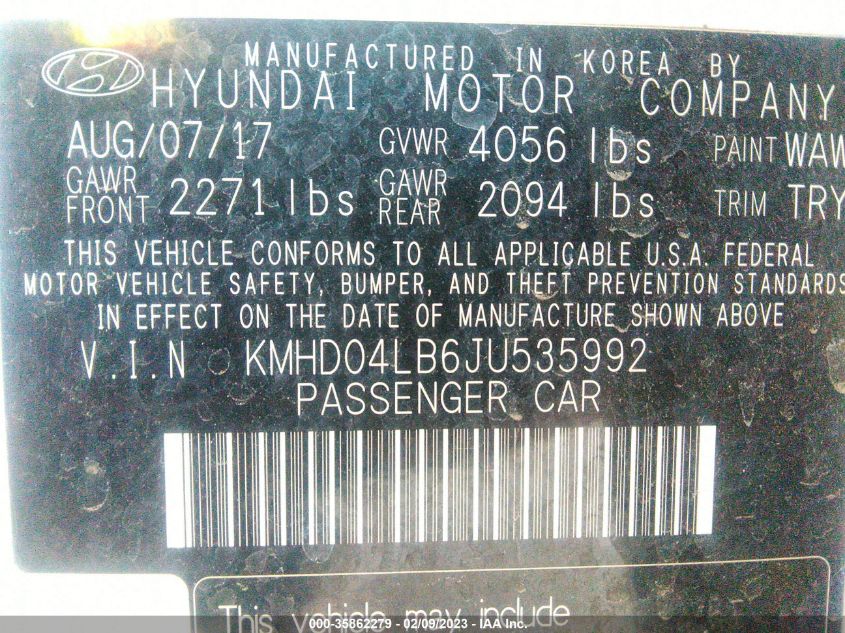 MANUFACTURED IN KOREA BY
HYUNDAI MOTOR COMPANY
AUG/07/17 GVWR 4056 lbs PAINT WAW
GAWR FRONT 2271 lbs GAWR REAR 2094 lbs TRIM TRY
THIS VEHICLE CONFORMS TO ALL APPLICABLE U.S.A. FEDERAL
MOTOR VEHICLE SAFETY, BUMPER, AND THEFT PREVENTION STANDARDS
IN EFFECT ON THE DATE OF MANUFACTURE SHOWN ABOVE
V.I.N KMHD04LB6JU535992
PASSENGER CAR
This vehicle may include
000-35862279 - 02/09/2023 - IAA Inc.